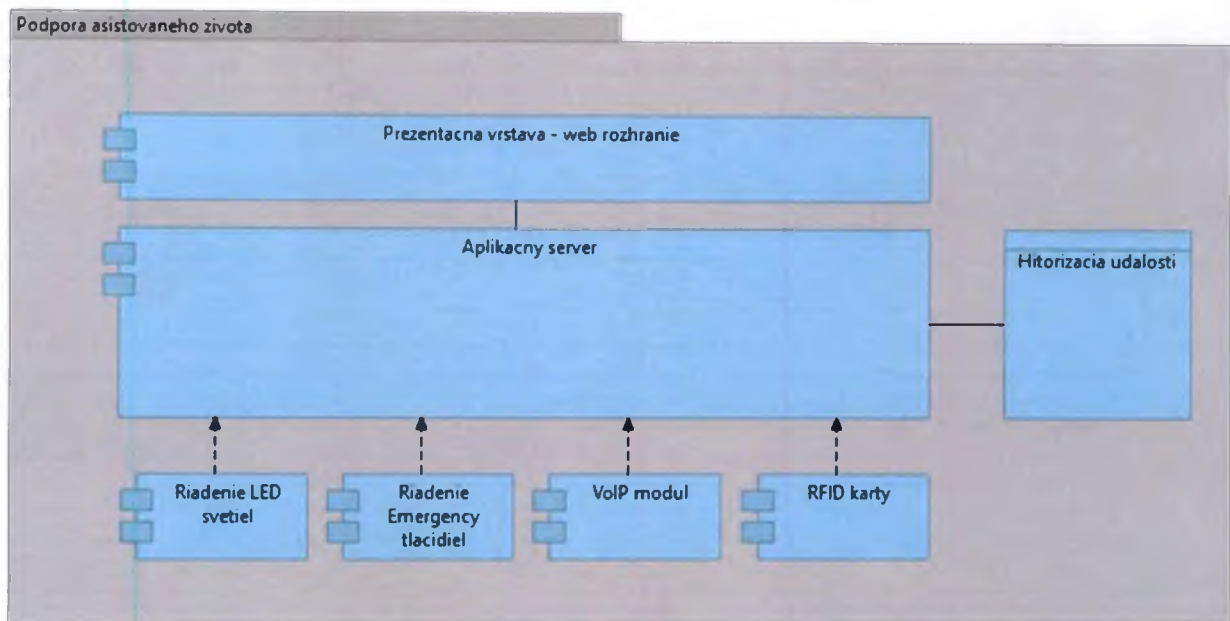 Podpora asistovaneho zivota
Prezentacna vrstava - web rozhranie
Aplikacny server
Hitorizacia udalosti
Riadenie LED
svetiel
Riadenie
Emergency
tlacidiel
VoIP modul
RFID karty